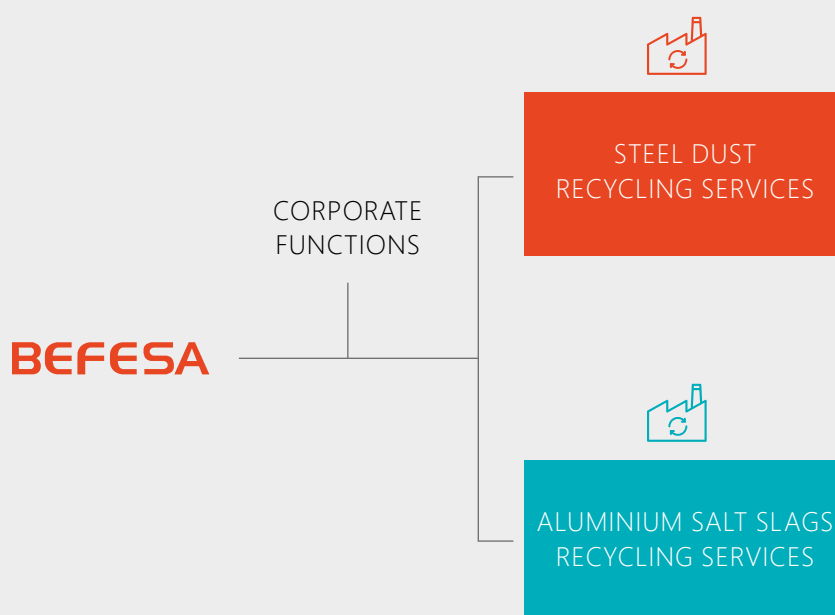 STEEL DUST
RECYCLING SERVICES
CORPORATE
FUNCTIONS
BEFESA
ALUMINIUM SALT SLAGS
RECYCLING SERVICES